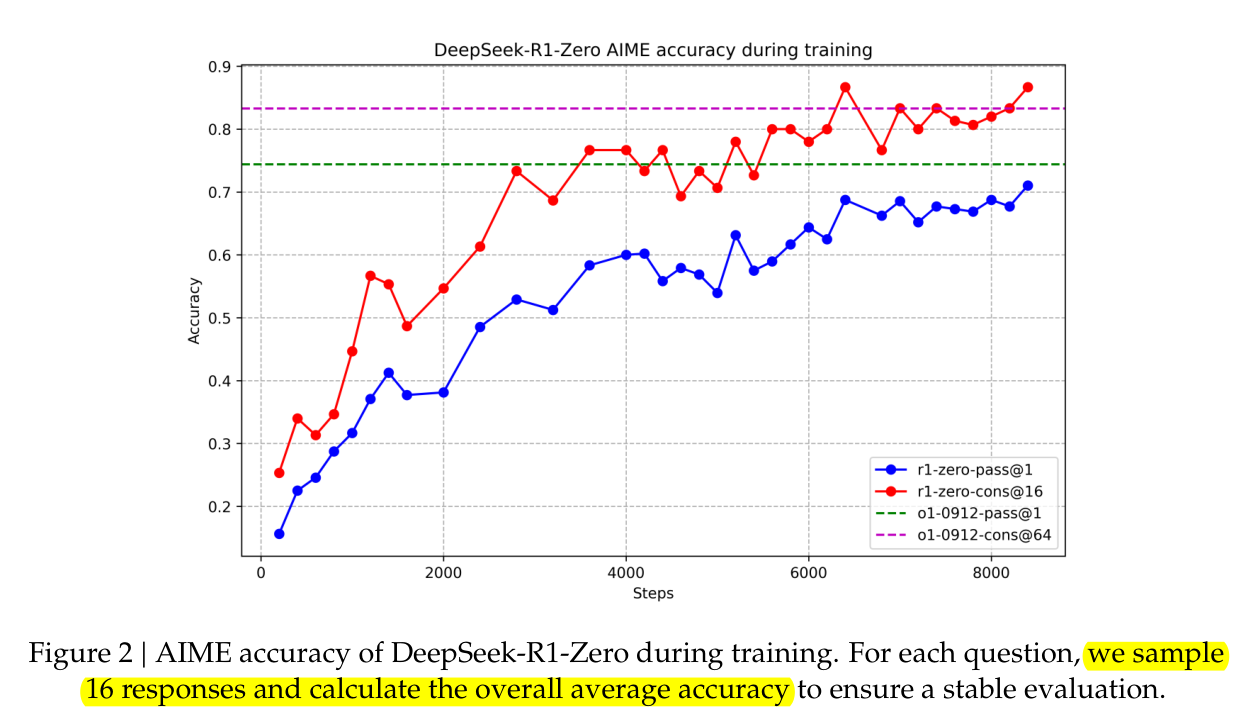 DeepSeek-R1-Zero AIME accuracy during training
0.9
0.8
0.7
0.6
0.5
0.4
0.3
0.2
Accuracy
0 2000 4000 6000 8000
Steps
r1-zero-pass@1
r1-zero-cons@16
o1-0912-pass@1
o1-0912-cons@64
Figure 2 | AIME accuracy of DeepSeek-R1-Zero during training. For each question, we sample
16 responses and calculate the overall average accuracy to ensure a stable evaluation.